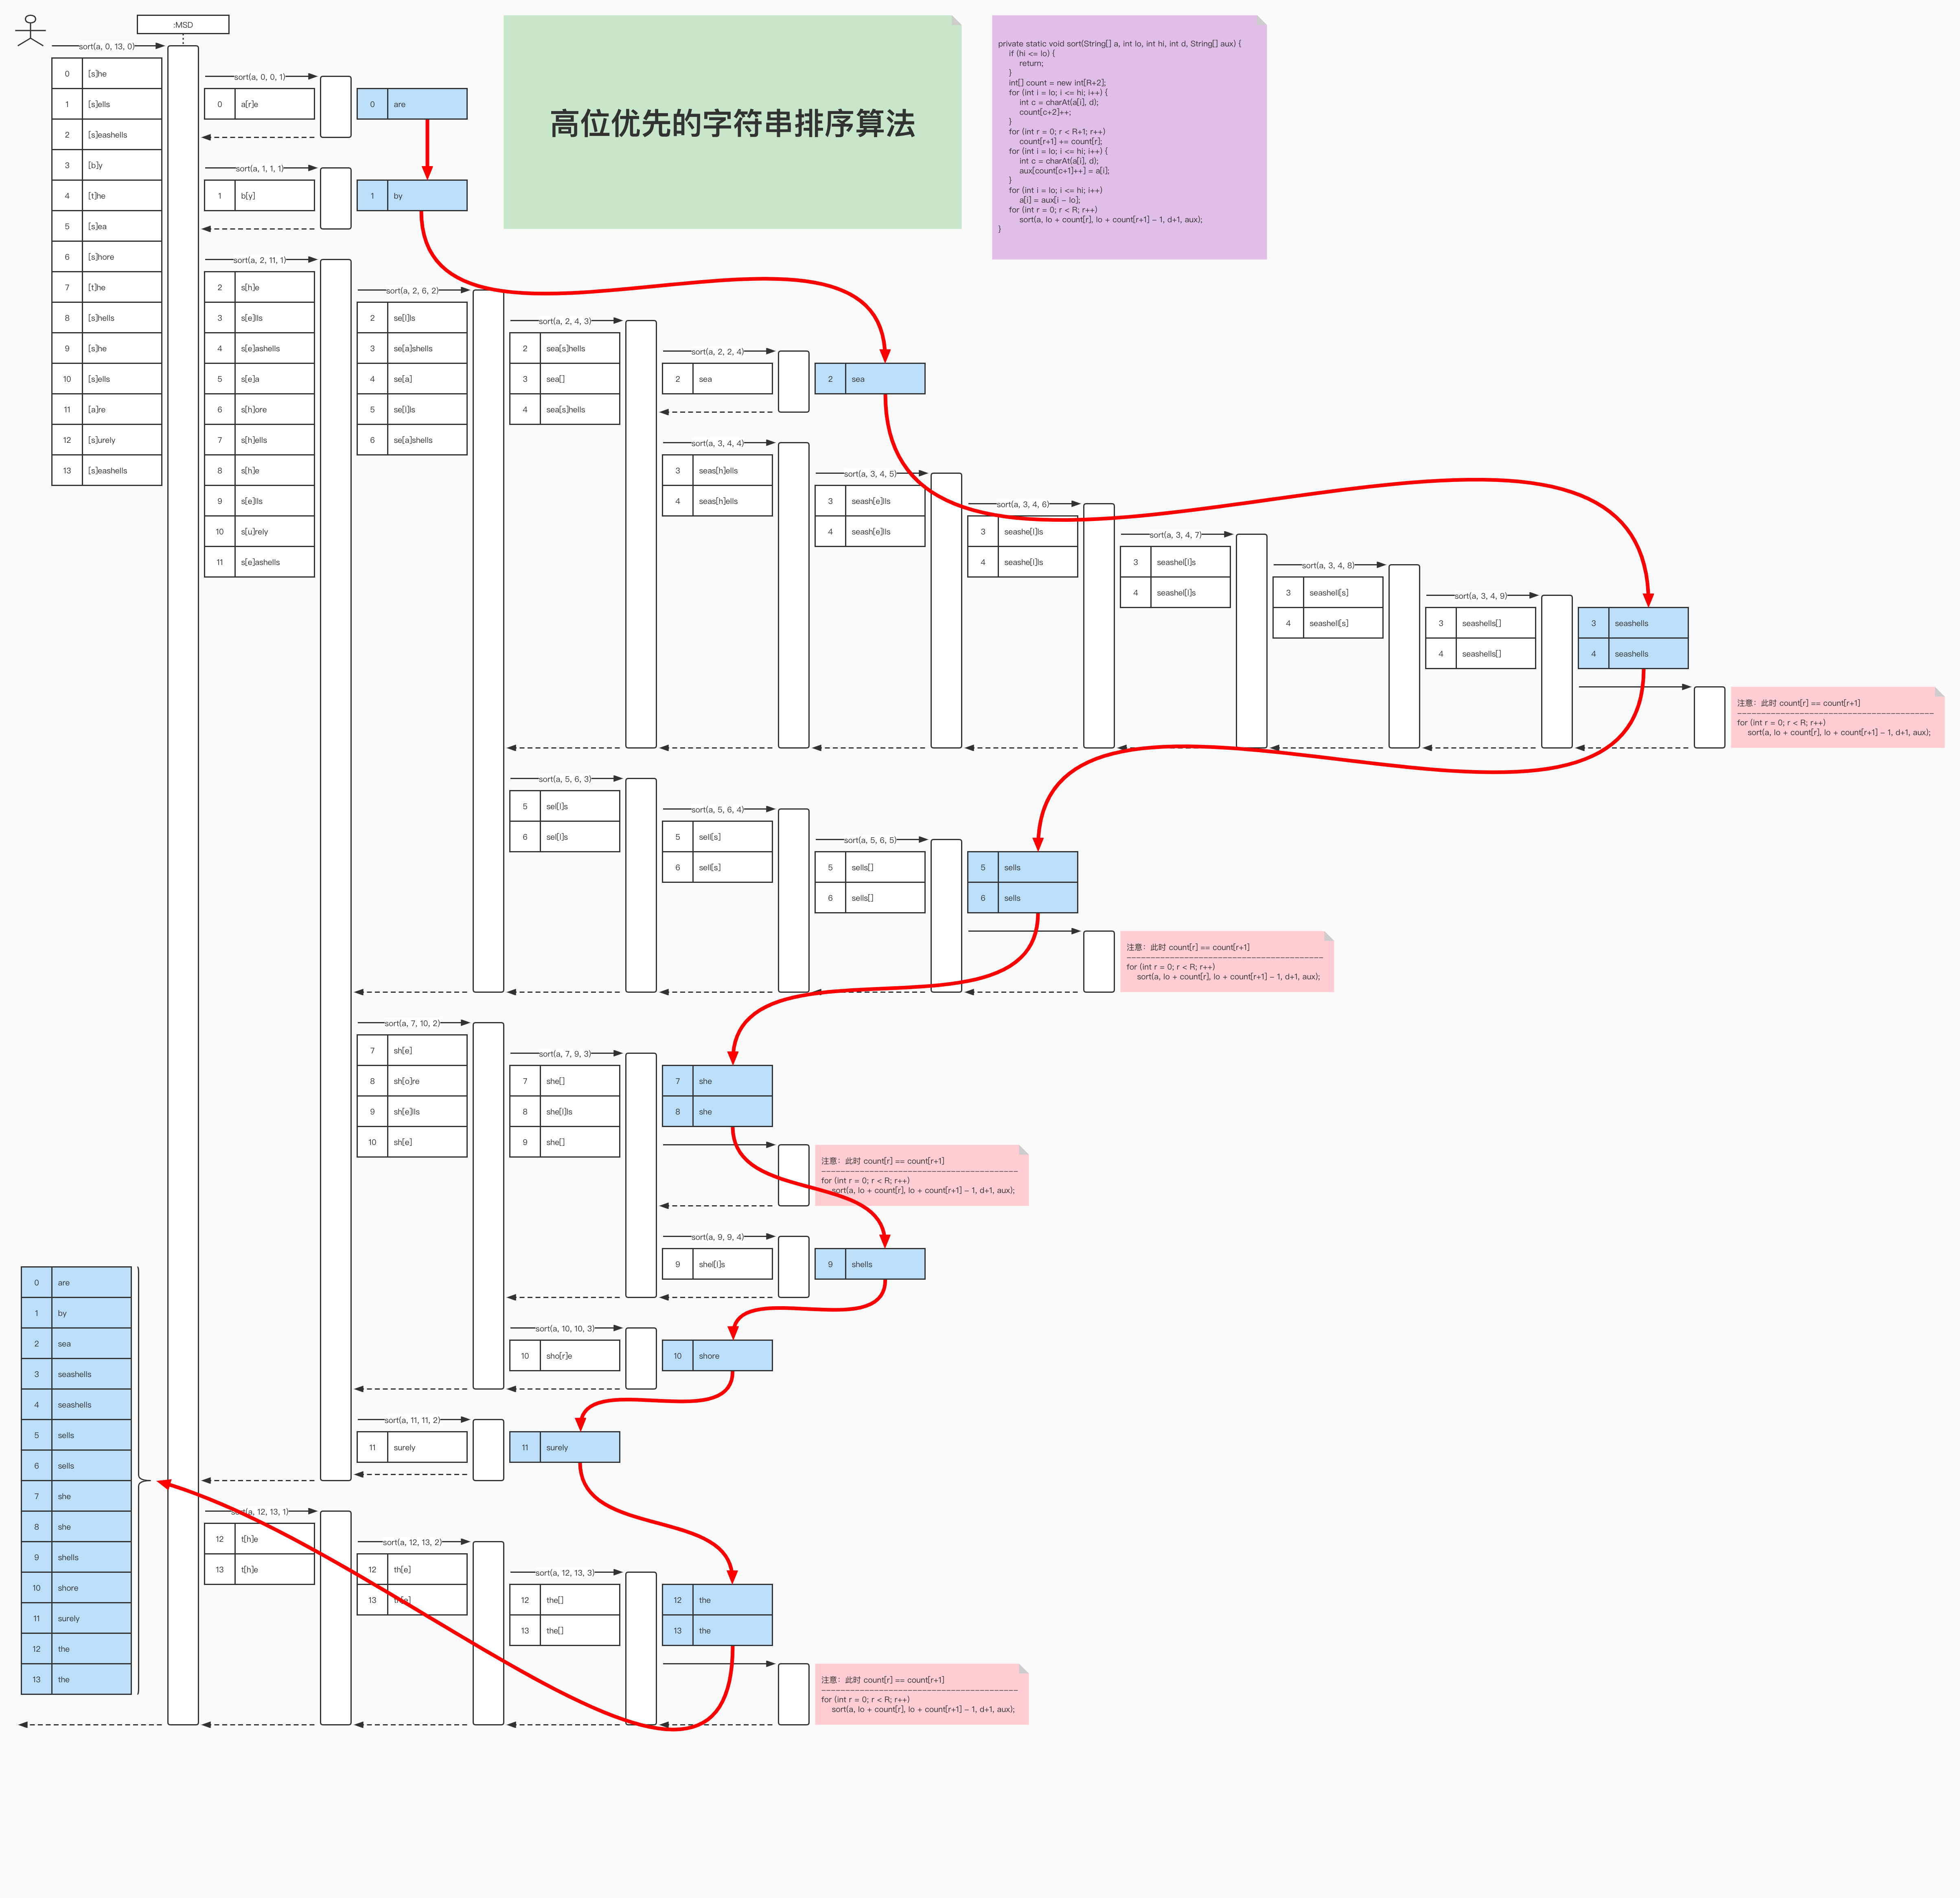 :MSD
sort(a, 0, 13, 0)
0 [s]he
1 [s]ells
2 [s]eashells
3 [b]y
4 [t]he
5 [s]ea
6 [s]hore
7 [t]he
8 [s]hells
9 [s]he
10 [s]ells
11 [a]re
12 [s]urely
13 [s]eashells
sort(a, 0, 0, 1)
0 a[r]e
0 are
sort(a, 1, 1, 1)
1 b[y]
1 by
高位优先的字符串排序算法
private static void sort(String[] a, int lo, int hi, int d, String[] aux) {
if (hi <= lo) {
return;
}
int[] count = new int[R+2];
for (int i = lo; i <= hi; i++) {
int c = charAt(a[i], d);
count[c+2]++;
}
for (int r = 0; r < R+1; r++)
count[r+1] += count[r];
for (int i = lo; i <= hi; i++) {
int c = charAt(a[i], d);
aux[count[c+1]++] = a[i];
}
for (int i = lo; i <= hi; i++)
a[i] = aux[i - lo];
for (int r = 0; r < R; r++)
sort(a, lo + count[r], lo + count[r+1] - 1, d+1, aux);
}
sort(a, 2, 11, 1)
2 s[h]e
3 s[e]lls
4 s[e]ashells
5 s[e]a
6 s[h]ore
7 s[h]ells
8 s[h]e
9 s[e]lls
10 s[u]rely
11 s[e]ashells
sort(a, 2, 6, 2)
2 se[l]ls
3 se[a]shells
4 se[a]
5 se[l]ls
6 se[a]shells
sort(a, 2, 4, 3)
2 sea[s]hells
3 sea[]
4 sea[s]hells
sort(a, 2, 2, 4)
2 sea
2 sea
sort(a, 3, 4, 4)
3 seas[h]ells
4 seas[h]ells
sort(a, 3, 4, 5)
3 seash[e]lls
4 seash[e]lls
sort(a, 3, 4, 6)
3 seashe[l]ls
4 seashe[l]ls
sort(a, 3, 4, 7)
3 seashel[l]s
4 seashel[l]s
sort(a, 3, 4, 8)
3 seashell[s]
4 seashell[s]
sort(a, 3, 4, 9)
3 seashells[]
4 seashells[]
3 seashells
4 seashells
注意：此时 count[r] == count[r+1]
for (int r = 0; r < R; r++)
sort(a, lo + count[r], lo + count[r+1] - 1, d+1, aux);
sort(a, 5, 6, 3)
5 sel[l]s
6 sel[l]s
sort(a, 5, 6, 4)
5 sell[s]
6 sell[s]
sort(a, 5, 6, 5)
5 sells[]
6 sells[]
5 sells
6 sells
注意：此时 count[r] == count[r+1]
for (int r = 0; r < R; r++)
sort(a, lo + count[r], lo + count[r+1] - 1, d+1, aux);
sort(a, 7, 10, 2)
7 sh[e]
8 sh[o]re
9 sh[e]lls
10 sh[e]
sort(a, 7, 9, 3)
7 she[]
8 she[l]ls
9 she[]
7 she
8 she
注意：此时 count[r] == count[r+1]
for (int r = 0; r < R; r++)
sort(a, lo + count[r], lo + count[r+1] - 1, d+1, aux);
sort(a, 9, 9, 4)
9 shel[l]s
9 shells
sort(a, 10, 10, 3)
10 sho[r]e
10 shore
sort(a, 11, 11, 2)
11 surely
11 surely
sort(a, 12, 13, 1)
12 t[h]e
13 t[h]e
sort(a, 12, 13, 2)
12 th[e]
13 th[e]
sort(a, 12, 13, 3)
12 the[]
13 the[]
12 the
13 the
注意：此时 count[r] == count[r+1]
for (int r = 0; r < R; r++)
sort(a, lo + count[r], lo + count[r+1] - 1, d+1, aux);
0 are
1 by
2 sea
3 seashells
4 seashells
5 sells
6 sells
7 she
8 she
9 shells
10 shore
11 surely
12 the
13 the